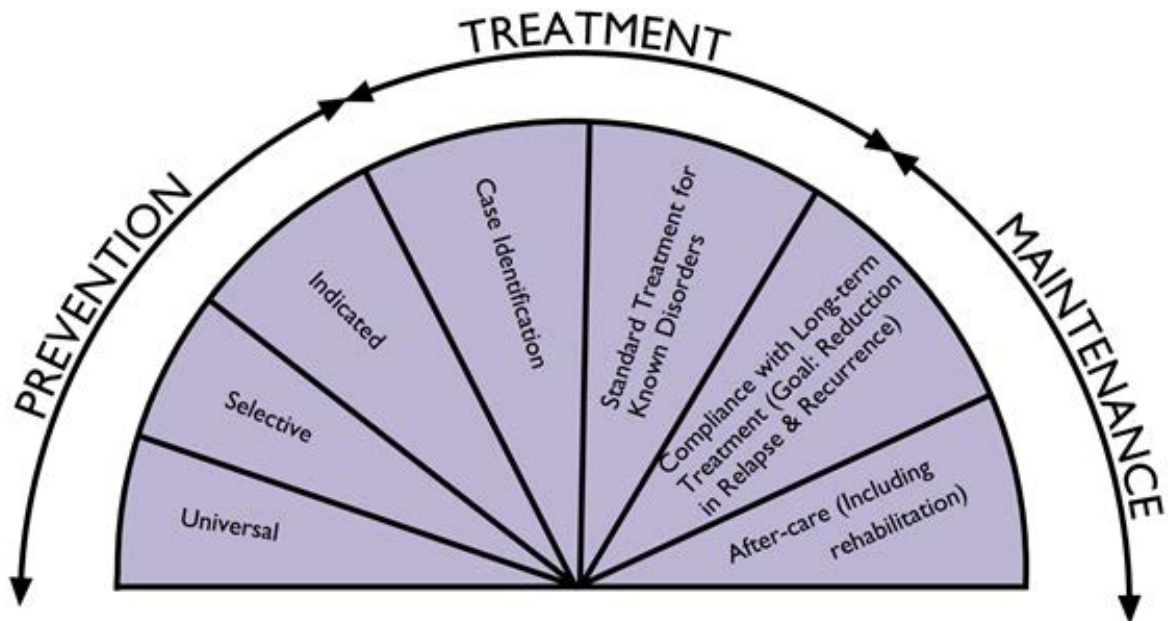 TREATMENT
PREVENTION
MAINTENANCE
Universal
Selective
Indicated
Case Identification
Standard Treatment for
Known Disorders
Compliance with Long-term
Treatment (Goal: Reduction
in Relapse & Recurrence)
After-care (Including
rehabilitation)